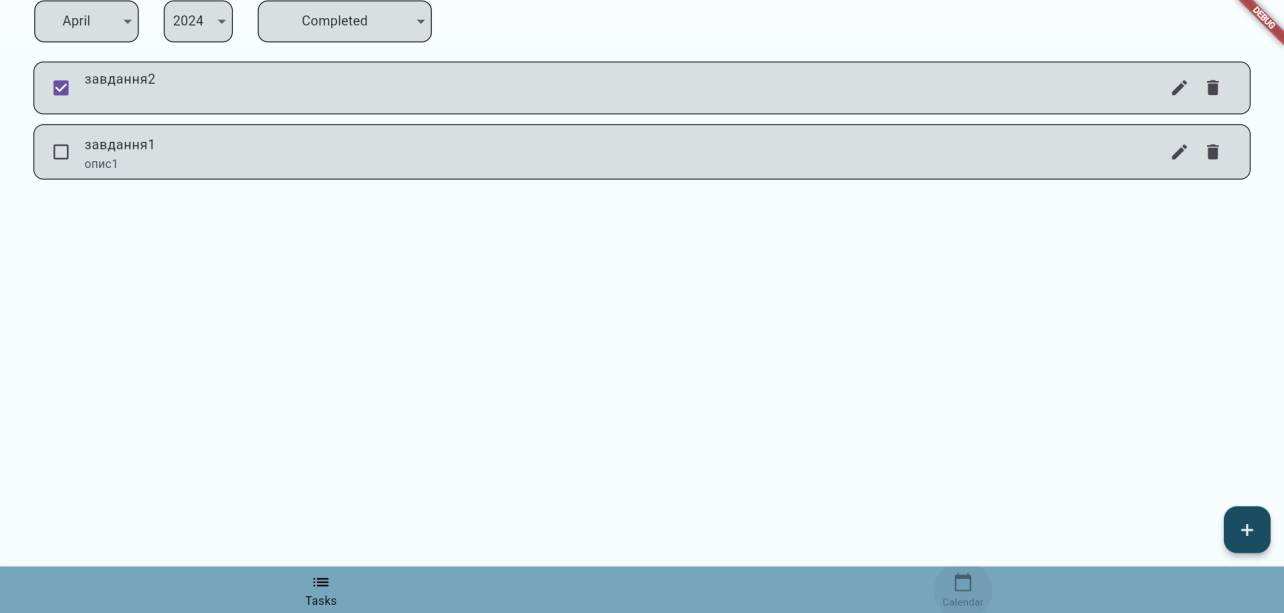 April
2024
Completed
DEBUG
завдання2
завдання1
опис1
Tasks
Calendar